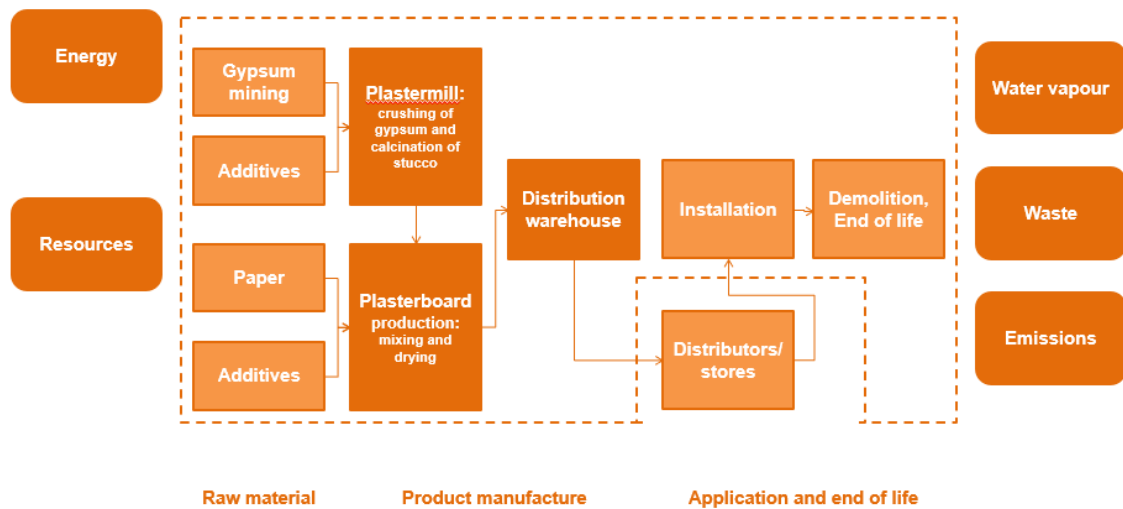 Energy
Resources
Gypsum
mining
Additives
Paper
Additives
Plastermill:
crushing of
gypsum and
calcination of
stucco
Plasterboard
production:
mixing and
drying
Distribution
warehouse
Installation
Demolition,
End of life
Distributors/
stores
Water vapour
Waste
Emissions
Raw material
Product manufacture
Application and end of life